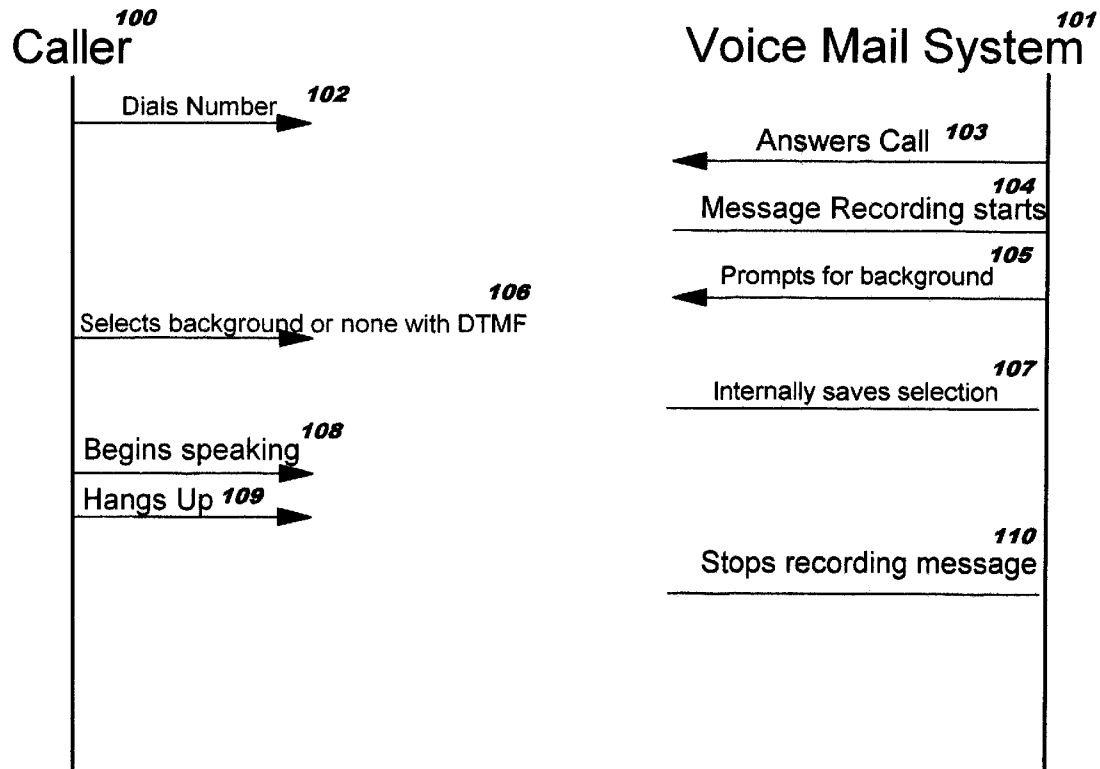 100
Caller
101
Voice Mail System
Dials Number 102
Answers Call 103
104
Message Recording starts
105
Prompts for background
106
Selects background or none with DTMF
107
Internally saves selection
108
Begins speaking
Hangs Up 109
110
Stops recording message